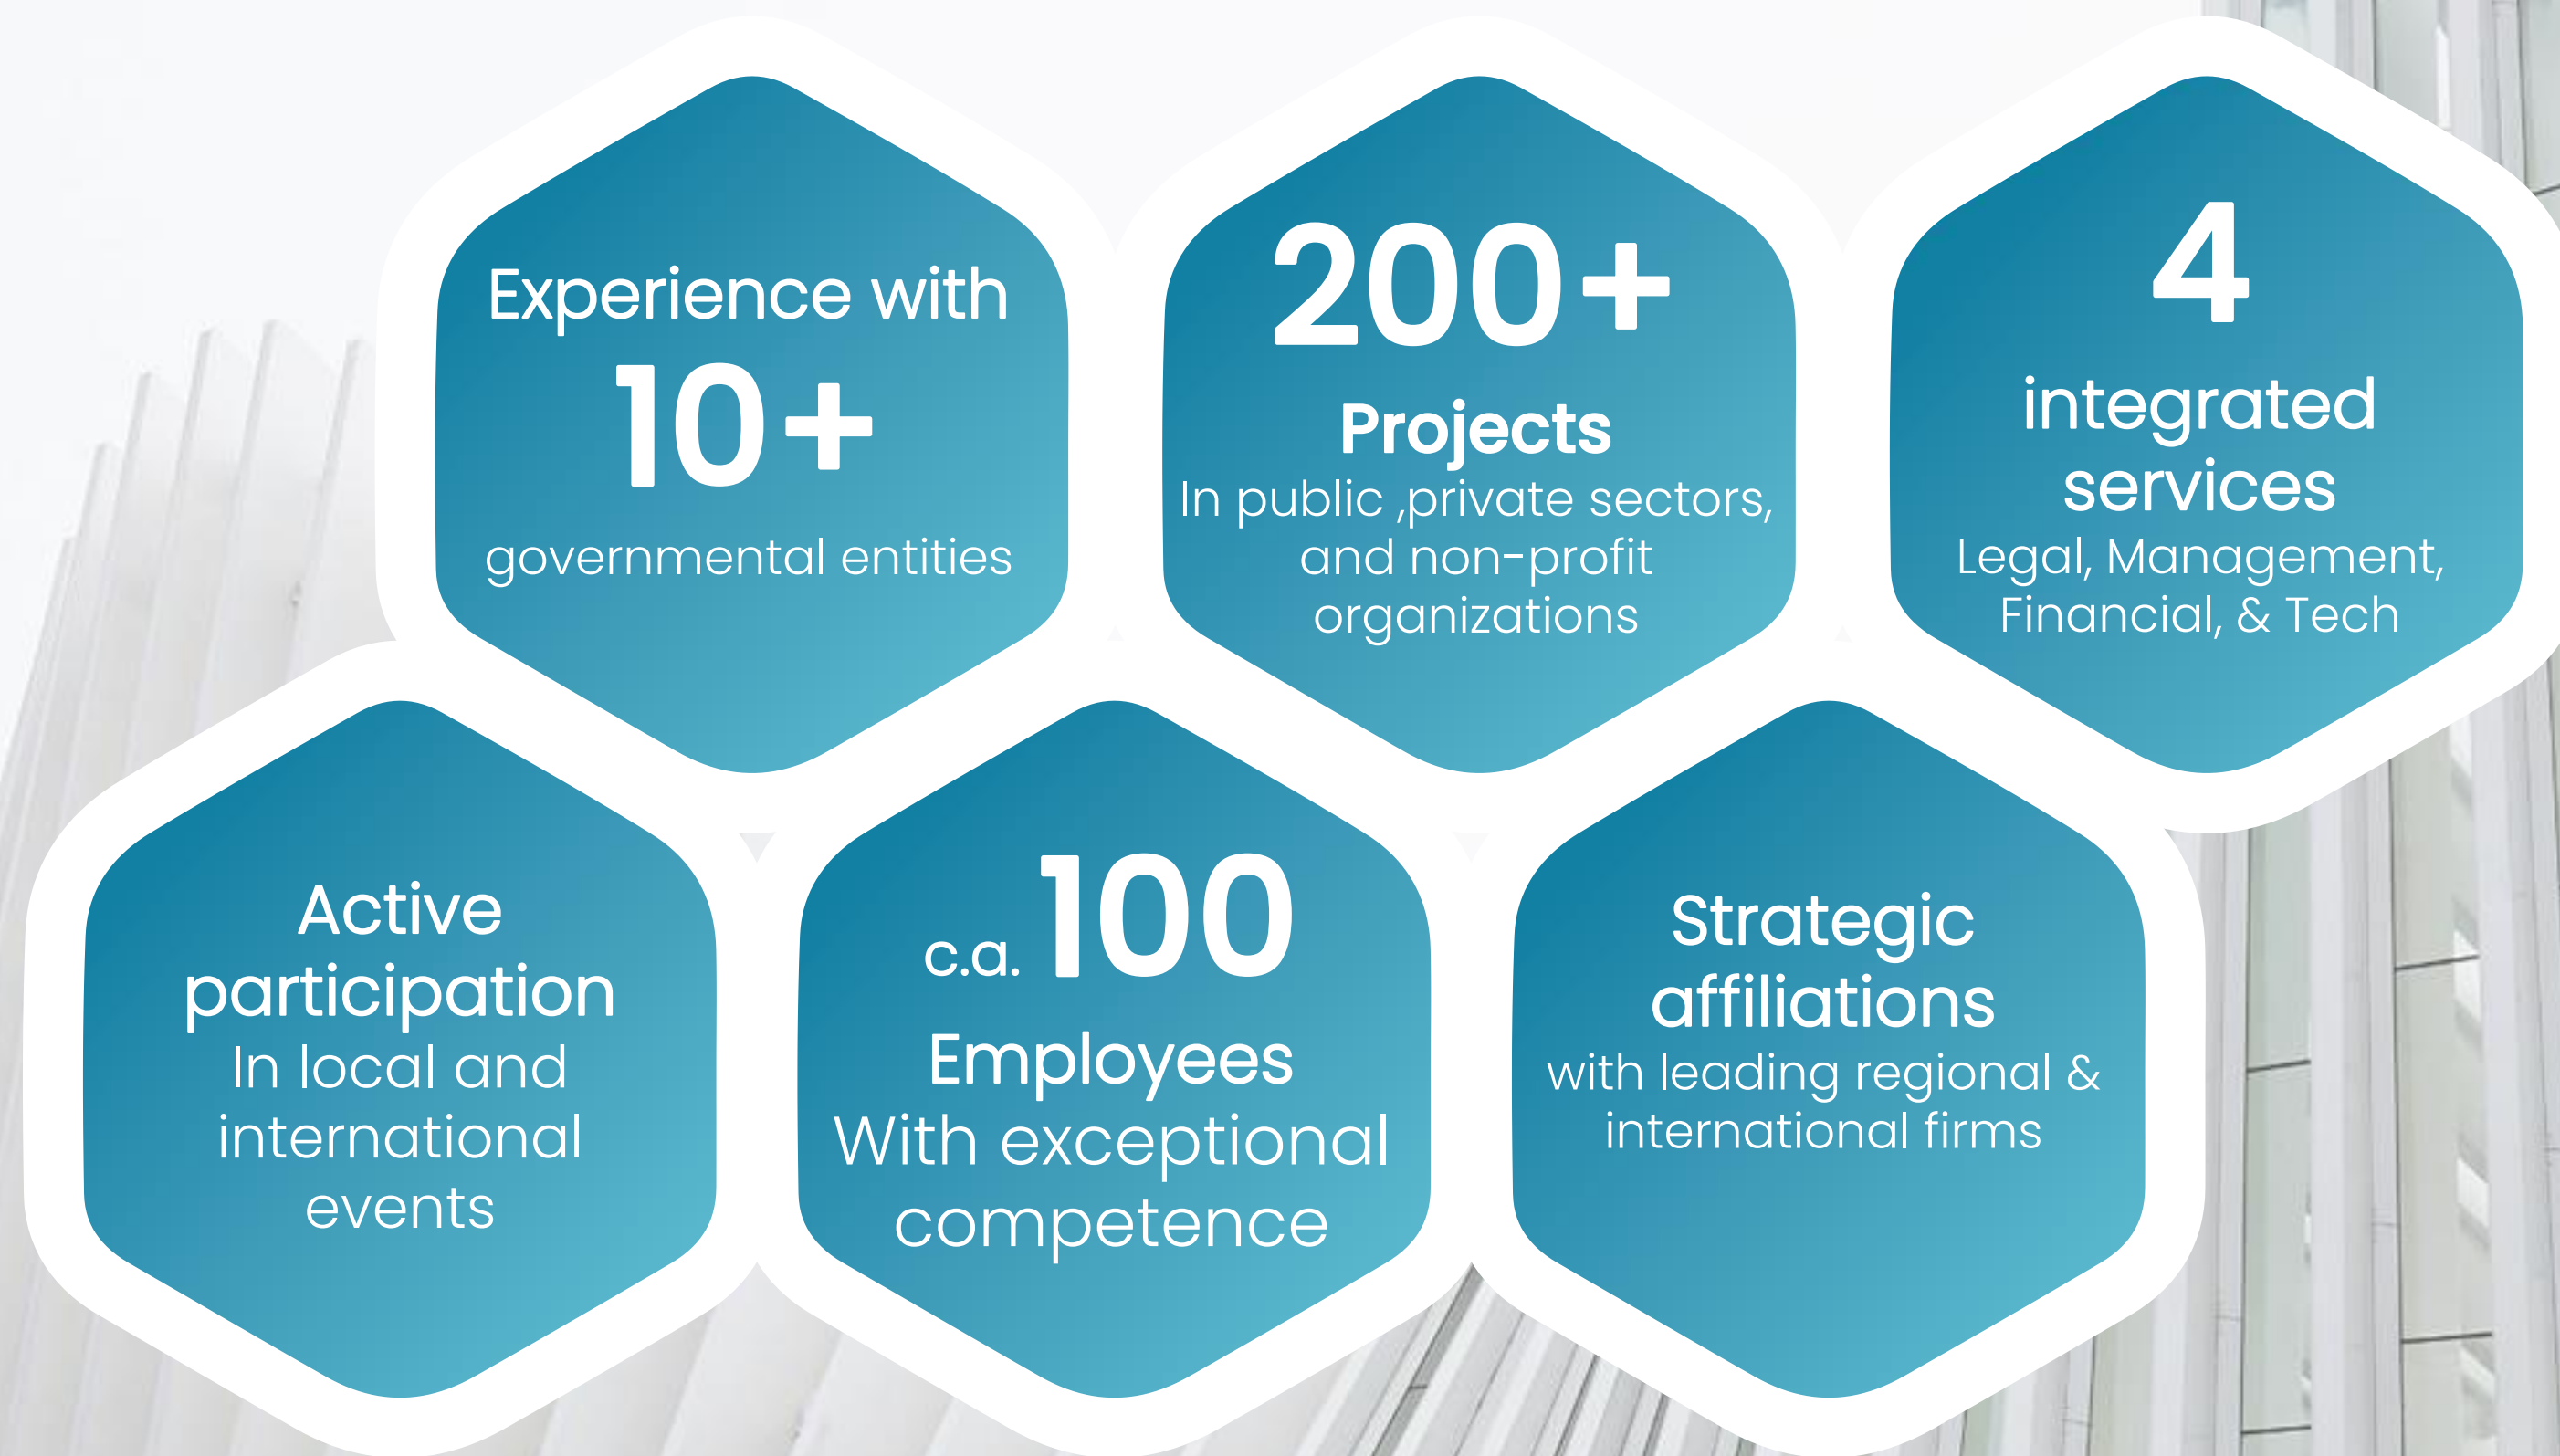 Experience with
10+
governmental entities
200+
Projects
In public ,private sectors,
and non-profit
organizations
4
integrated
services
Legal, Management,
Financial, & Tech
Active
participation
In local and
international
events
c.a. 100
Employees
With exceptional
competence
Strategic
affiliations
with leading regional &
international firms